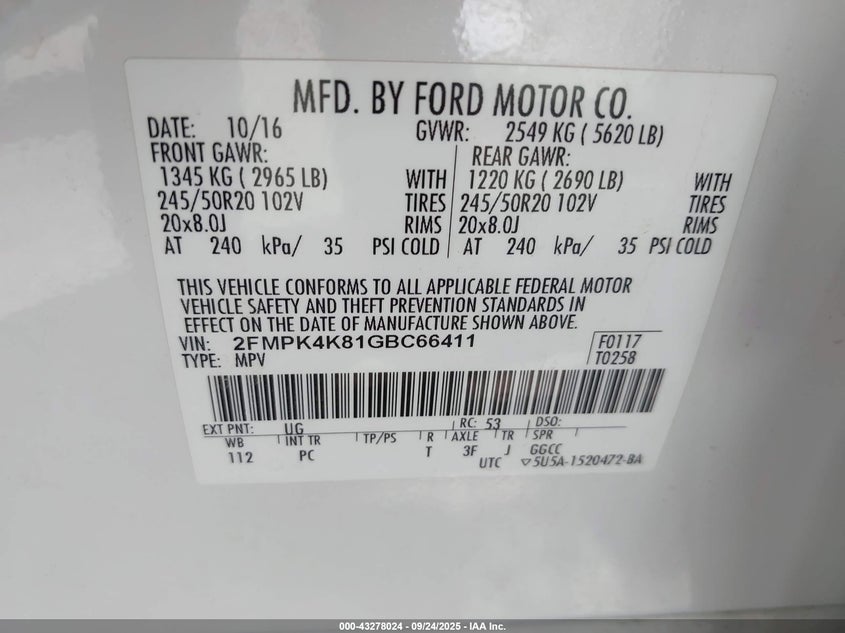 MFD. BY FORD MOTOR CO.
DATE: 10/16 GVWR: 2549 KG ( 5620 LB)
FRONT GAWR: REAR GAWR:
1345 KG ( 2965 LB) WITH 1220 KG ( 2690 LB) WITH
245/50R20 102V TIRES 245/50R20 102V TIRES
20x8.0J RIMS 20x8.0J RIMS
AT 240 kPa/ 35 PSI COLD AT 240 kPa/ 35 PSI COLD
THIS VEHICLE CONFORMS TO ALL APPLICABLE FEDERAL MOTOR
VEHICLE SAFETY AND THEFT PREVENTION STANDARDS IN
EFFECT ON THE DATE OF MANUFACTURE SHOWN ABOVE.
VIN: 2FMPK4K81GBC66411 F0117
TYPE: MPV T0258
EXT PNT: UG RC: 53 DSO:
WB INT TR TP/PS R AXLE TR SPR
112 PC T 3F J GGCC
UTC ▽5U5A-1520472-BA
000-43278024 - 09/24/2025 - IAA Inc.